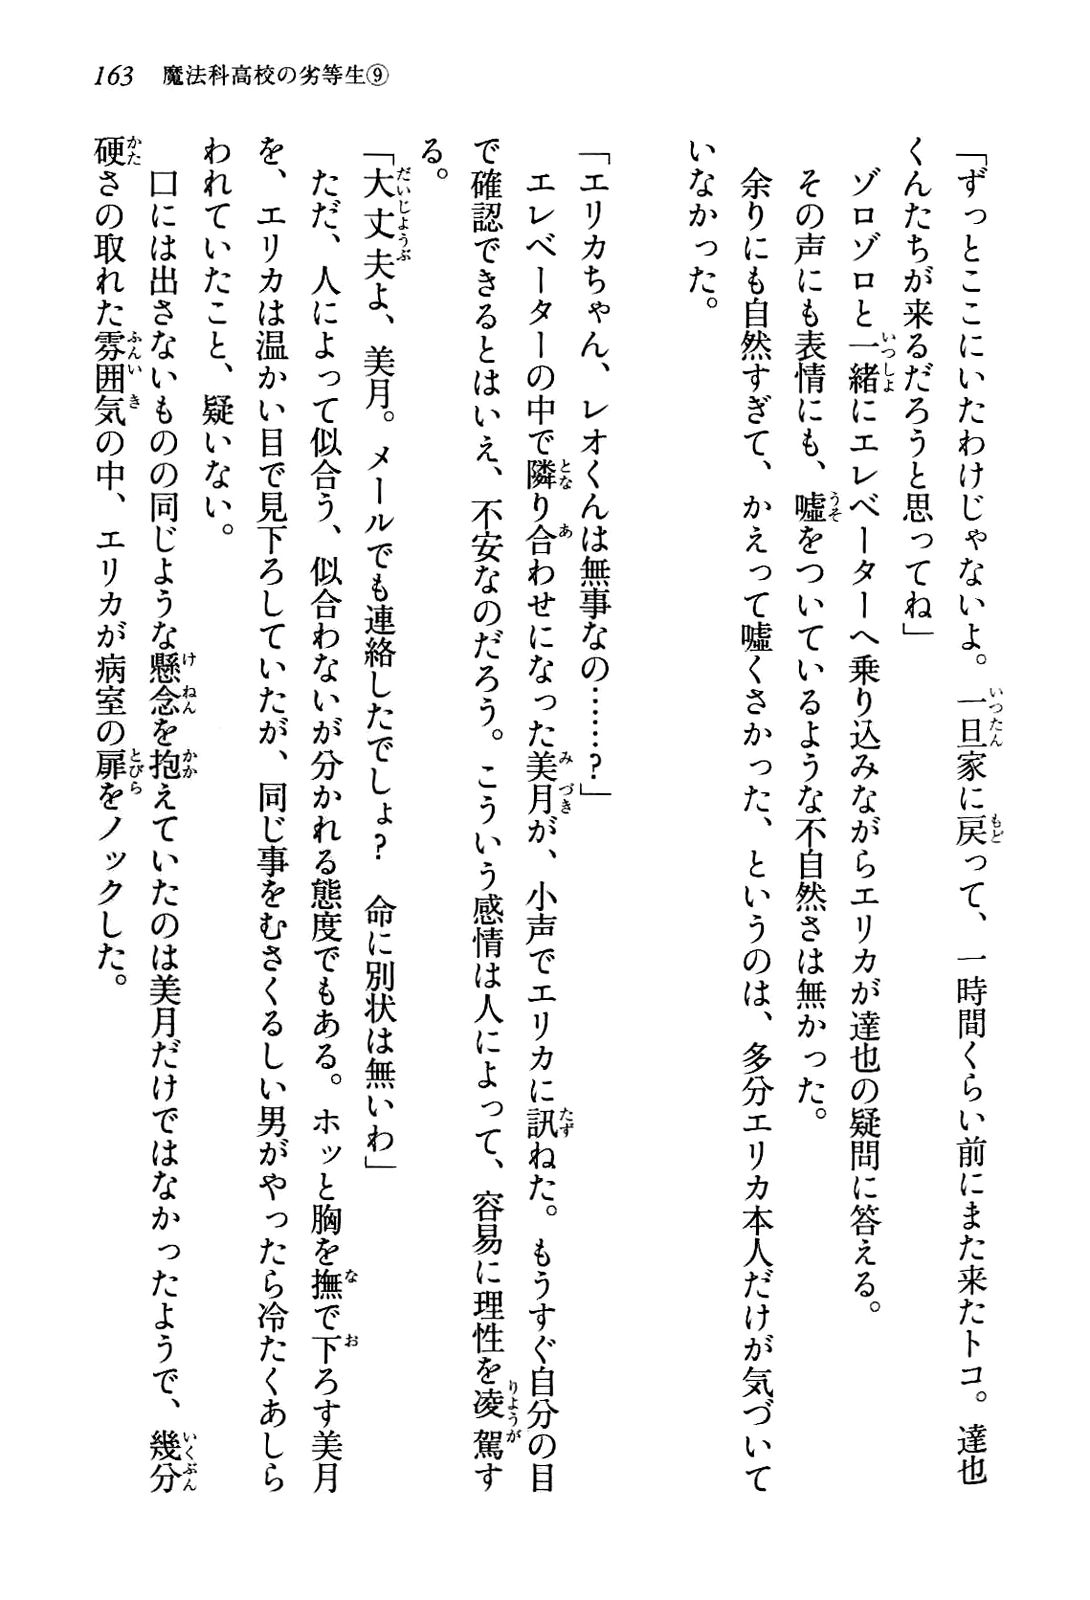 163 魔法科高校の劣等生⑨
「ずっとここにいたわけじゃないよ。一旦家に戻って、一時間くらい前にまた来たトコ。達也
くんたちが来るだろうと思ってね」
　ゾロゾロと一緒にエレベーターへ乗り込みながらエリカが達也の疑問に答える。
　その声にも表情にも、嘘をついているような不自然さは無かった。
　余りにも自然すぎて、かえって嘘くさかった、というのは、多分エリカ本人だけが気づいて
いなかった。
「エリカちゃん、レオくんは無事なの……？」
　エレベーターの中で隣り合わせになった美月が、小声でエリカに訊ねた。もうすぐ自分の目
で確認できるとはいえ、不安なのだろう。こういう感情は人によって、容易に理性を凌駕す
る。
「大丈夫よ、美月。メールでも連絡したでしょ？　命に別状は無いわ」
　ただ、人によって似合う、似合わないが分かれる態度でもある。ホッと胸を撫で下ろす美月
を、エリカは温かい目で見下ろしていたが、同じ事をむさくるしい男がやったら冷たくあしら
われていたこと、疑いない。
　口には出さないものの同じような懸念を抱えていたのは美月だけではなかったようで、幾分
硬さの取れた雰囲気の中、エリカが病室の扉をノックした。